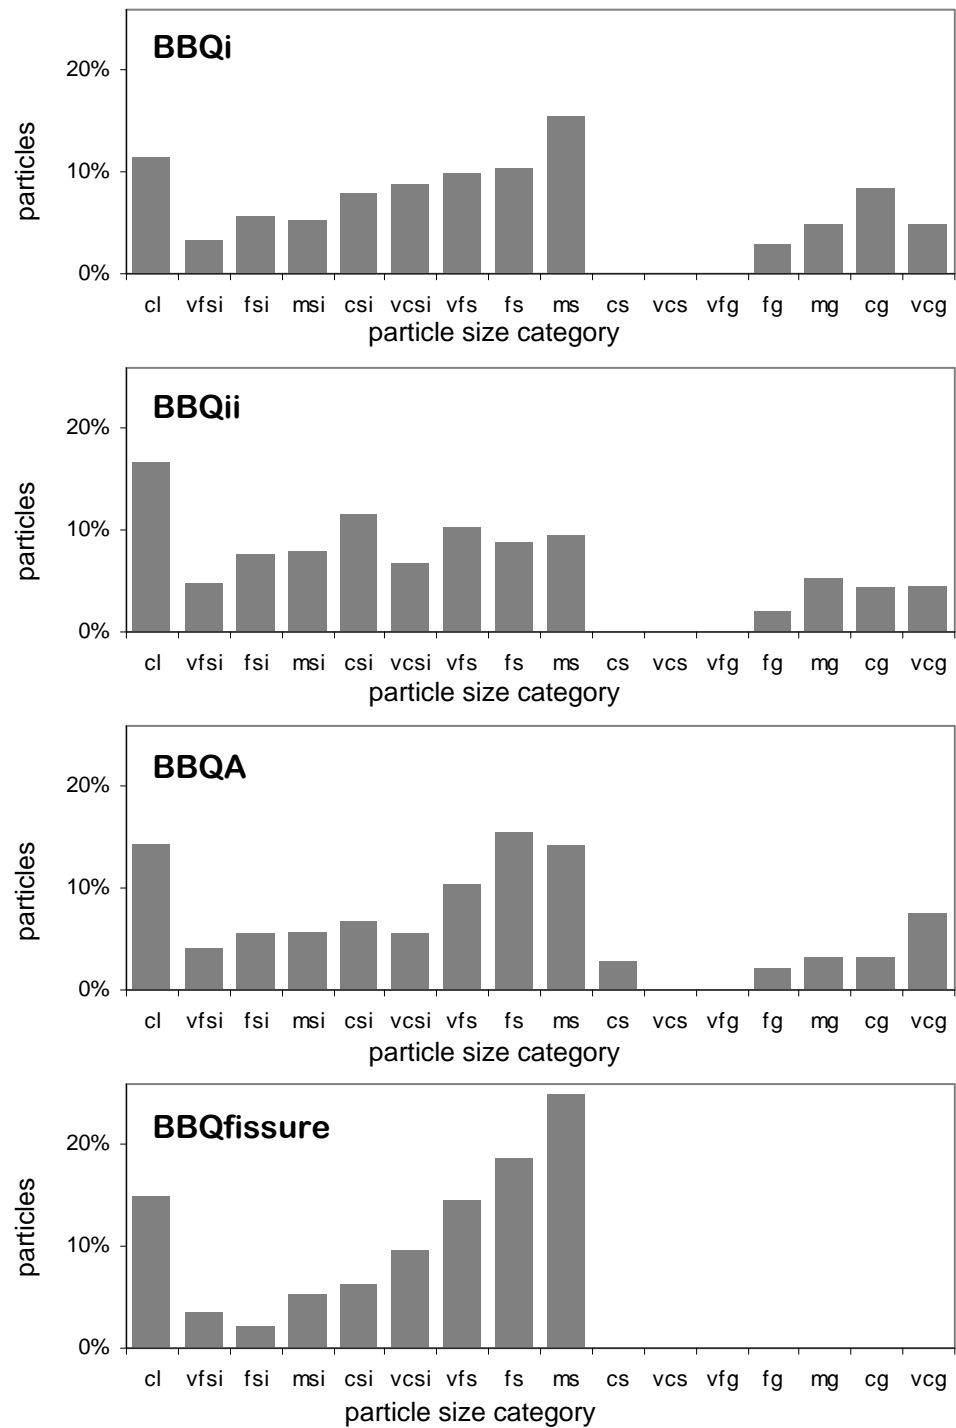 BBQi
20%
10%
0%
particles
cl vfsi fsi msi csi vcsi vfs fs ms cs vcs vfg fg mg cg vcg
particle size category
BBQii
20%
10%
0%
particles
cl vfsi fsi msi csi vcsi vfs fs ms cs vcs vfg fg mg cg vcg
particle size category
BBQA
20%
10%
0%
particles
cl vfsi fsi msi csi vcsi vfs fs ms cs vcs vfg fg mg cg vcg
particle size category
BBQfissure
20%
10%
0%
particles
cl vfsi fsi msi csi vcsi vfs fs ms cs vcs vfg fg mg cg vcg
particle size category